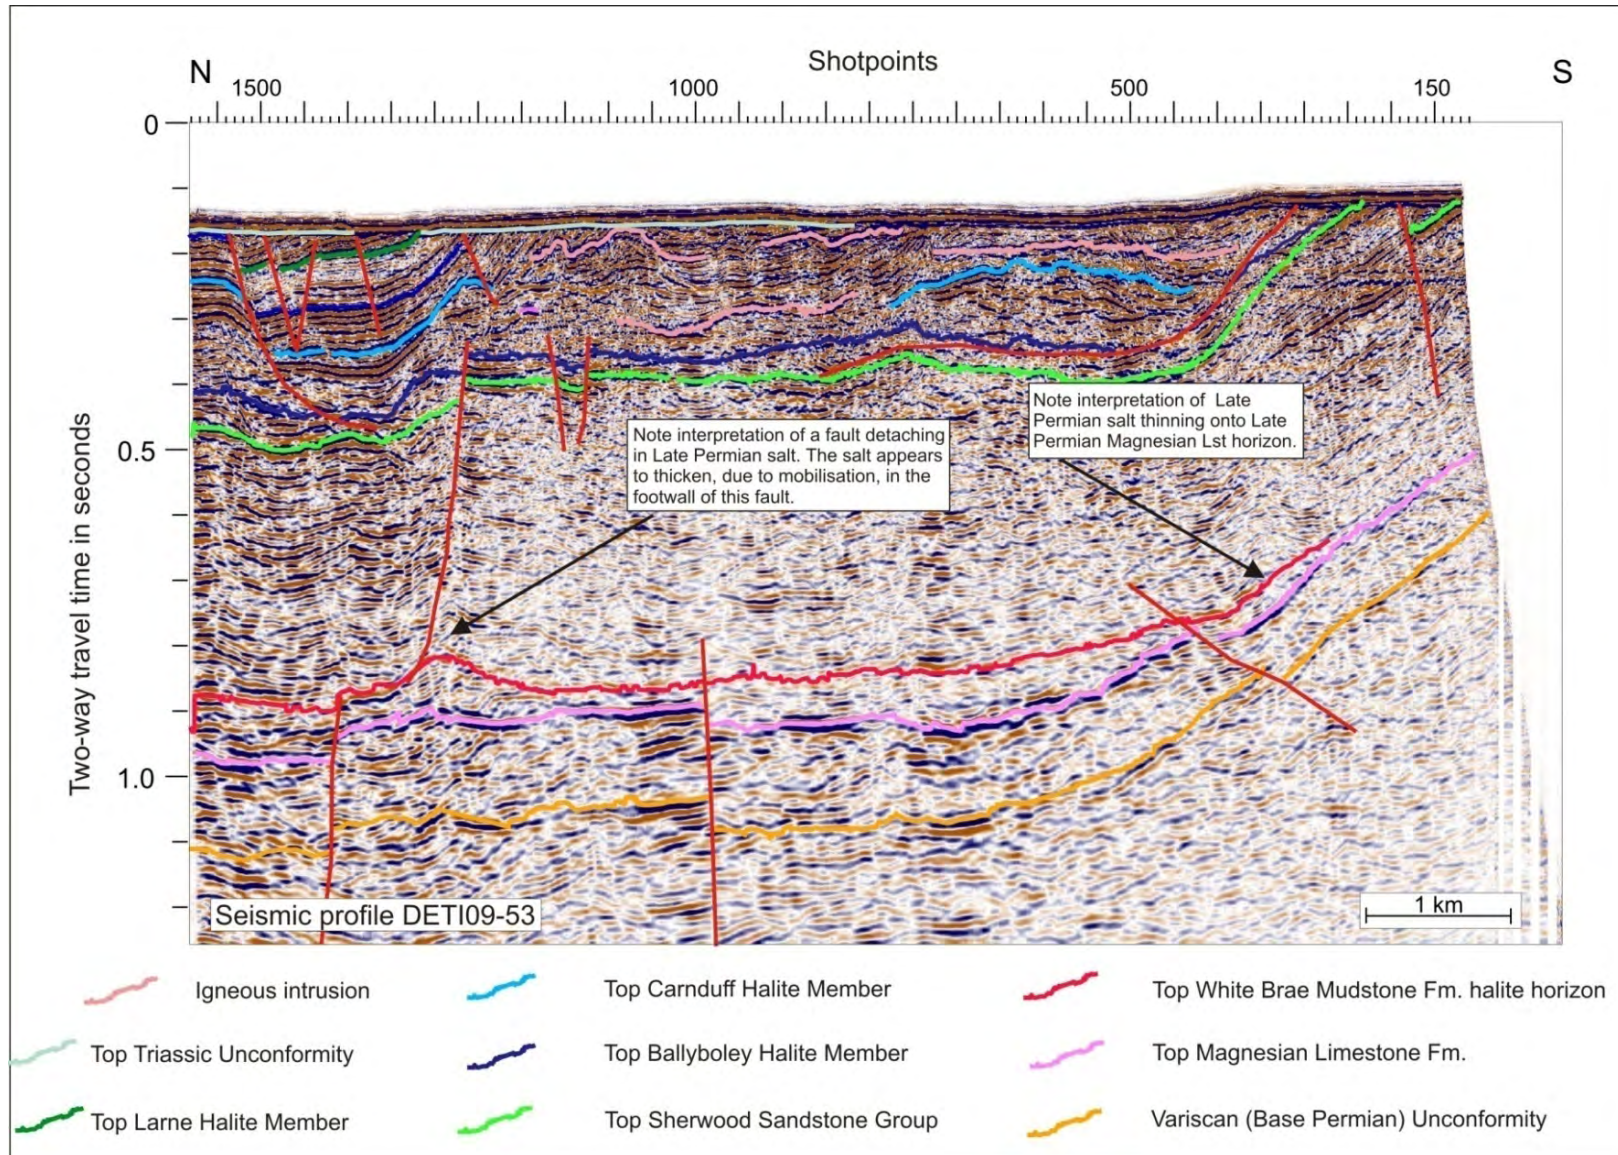 Shotpoints
N
S
1500
1000
500
150
0
0.5
1.0
Two-way travel time in seconds
Note interpretation of a fault detaching
in Late Permian salt. The salt appears
to thicken, due to mobilisation, in the
footwall of this fault.
Note interpretation of Late
Permian salt thinning onto Late
Permian Magnesian Lst horizon.
Seismic profile DETI09-53
1 km
Igneous intrusion
Top Carnduff Halite Member
Top White Brae Mudstone Fm. halite horizon
Top Triassic Unconformity
Top Ballyboley Halite Member
Top Magnesian Limestone Fm.
Top Larne Halite Member
Top Sherwood Sandstone Group
Variscan (Base Permian) Unconformity